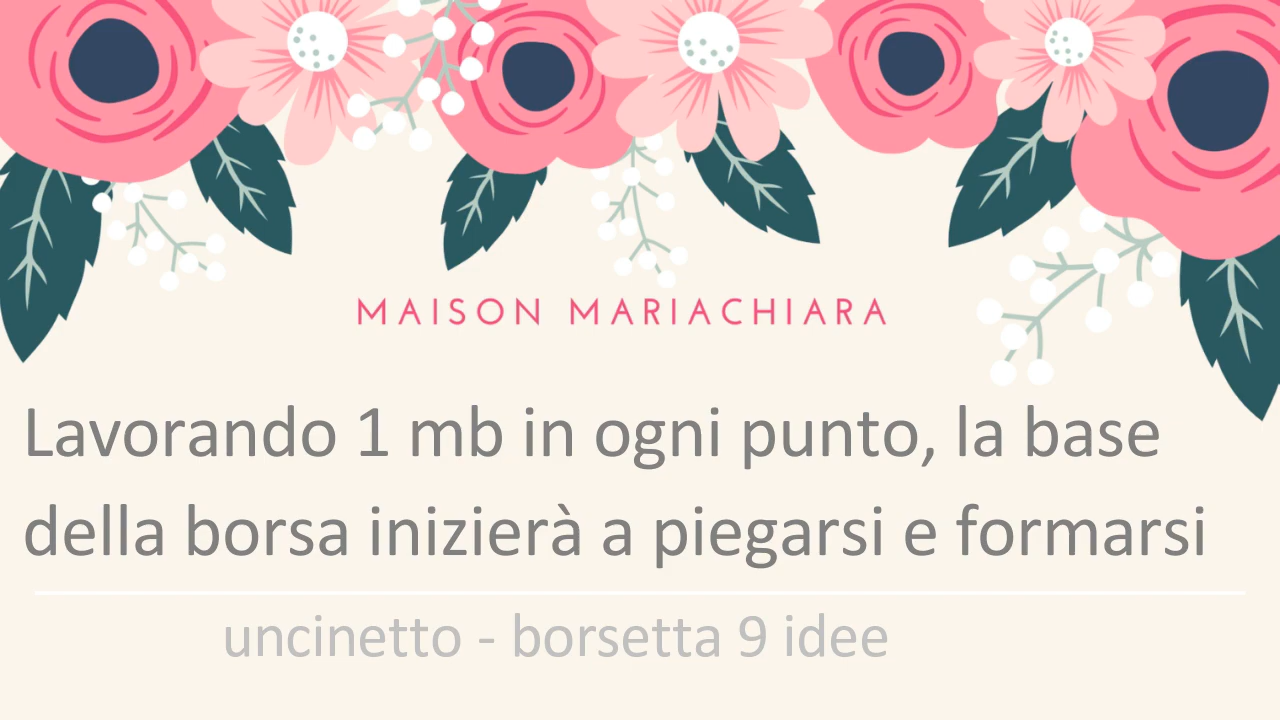 MAISON MARIACHIARA
Lavorando 1 mb in ogni punto, la base
della borsa inizierà a piegarsi e formarsi
uncinetto - borsetta 9 idee